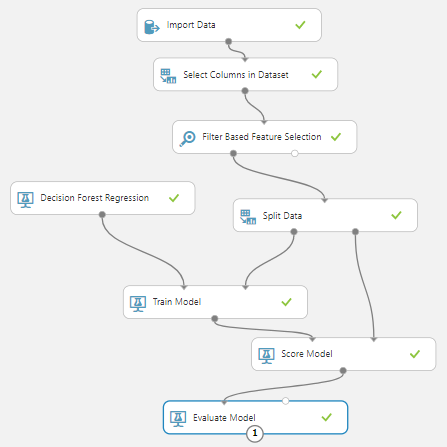 Import Data
Select Columns in Dataset
Filter Based Feature Selection
Decision Forest Regression
Split Data
Train Model
Score Model
Evaluate Model
1